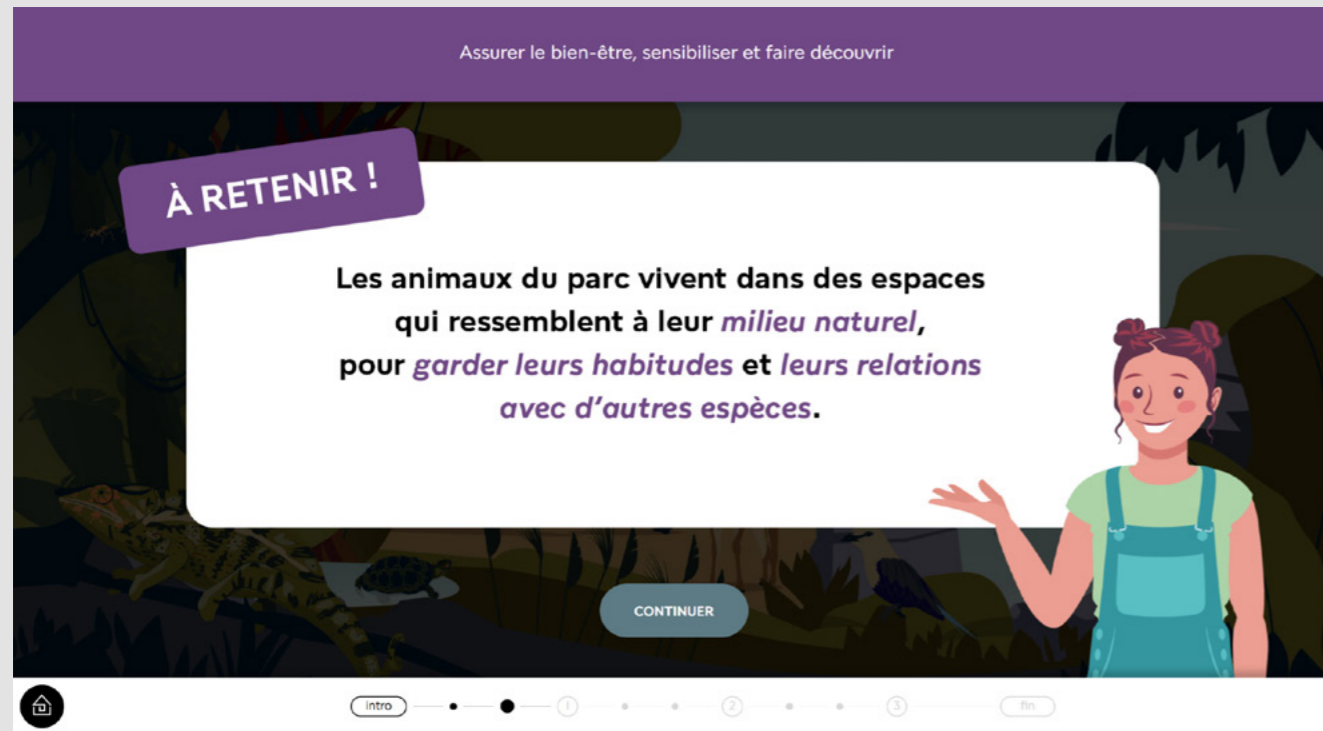 Assurer le bien-être, sensibiliser et faire découvrir
À RETENIR !
Les animaux du parc vivent dans des espaces
qui ressemblent à leur milieu naturel,
pour garder leurs habitudes et leurs relations
avec d'autres espèces.
CONTINUER
intro 1 2 3 fin